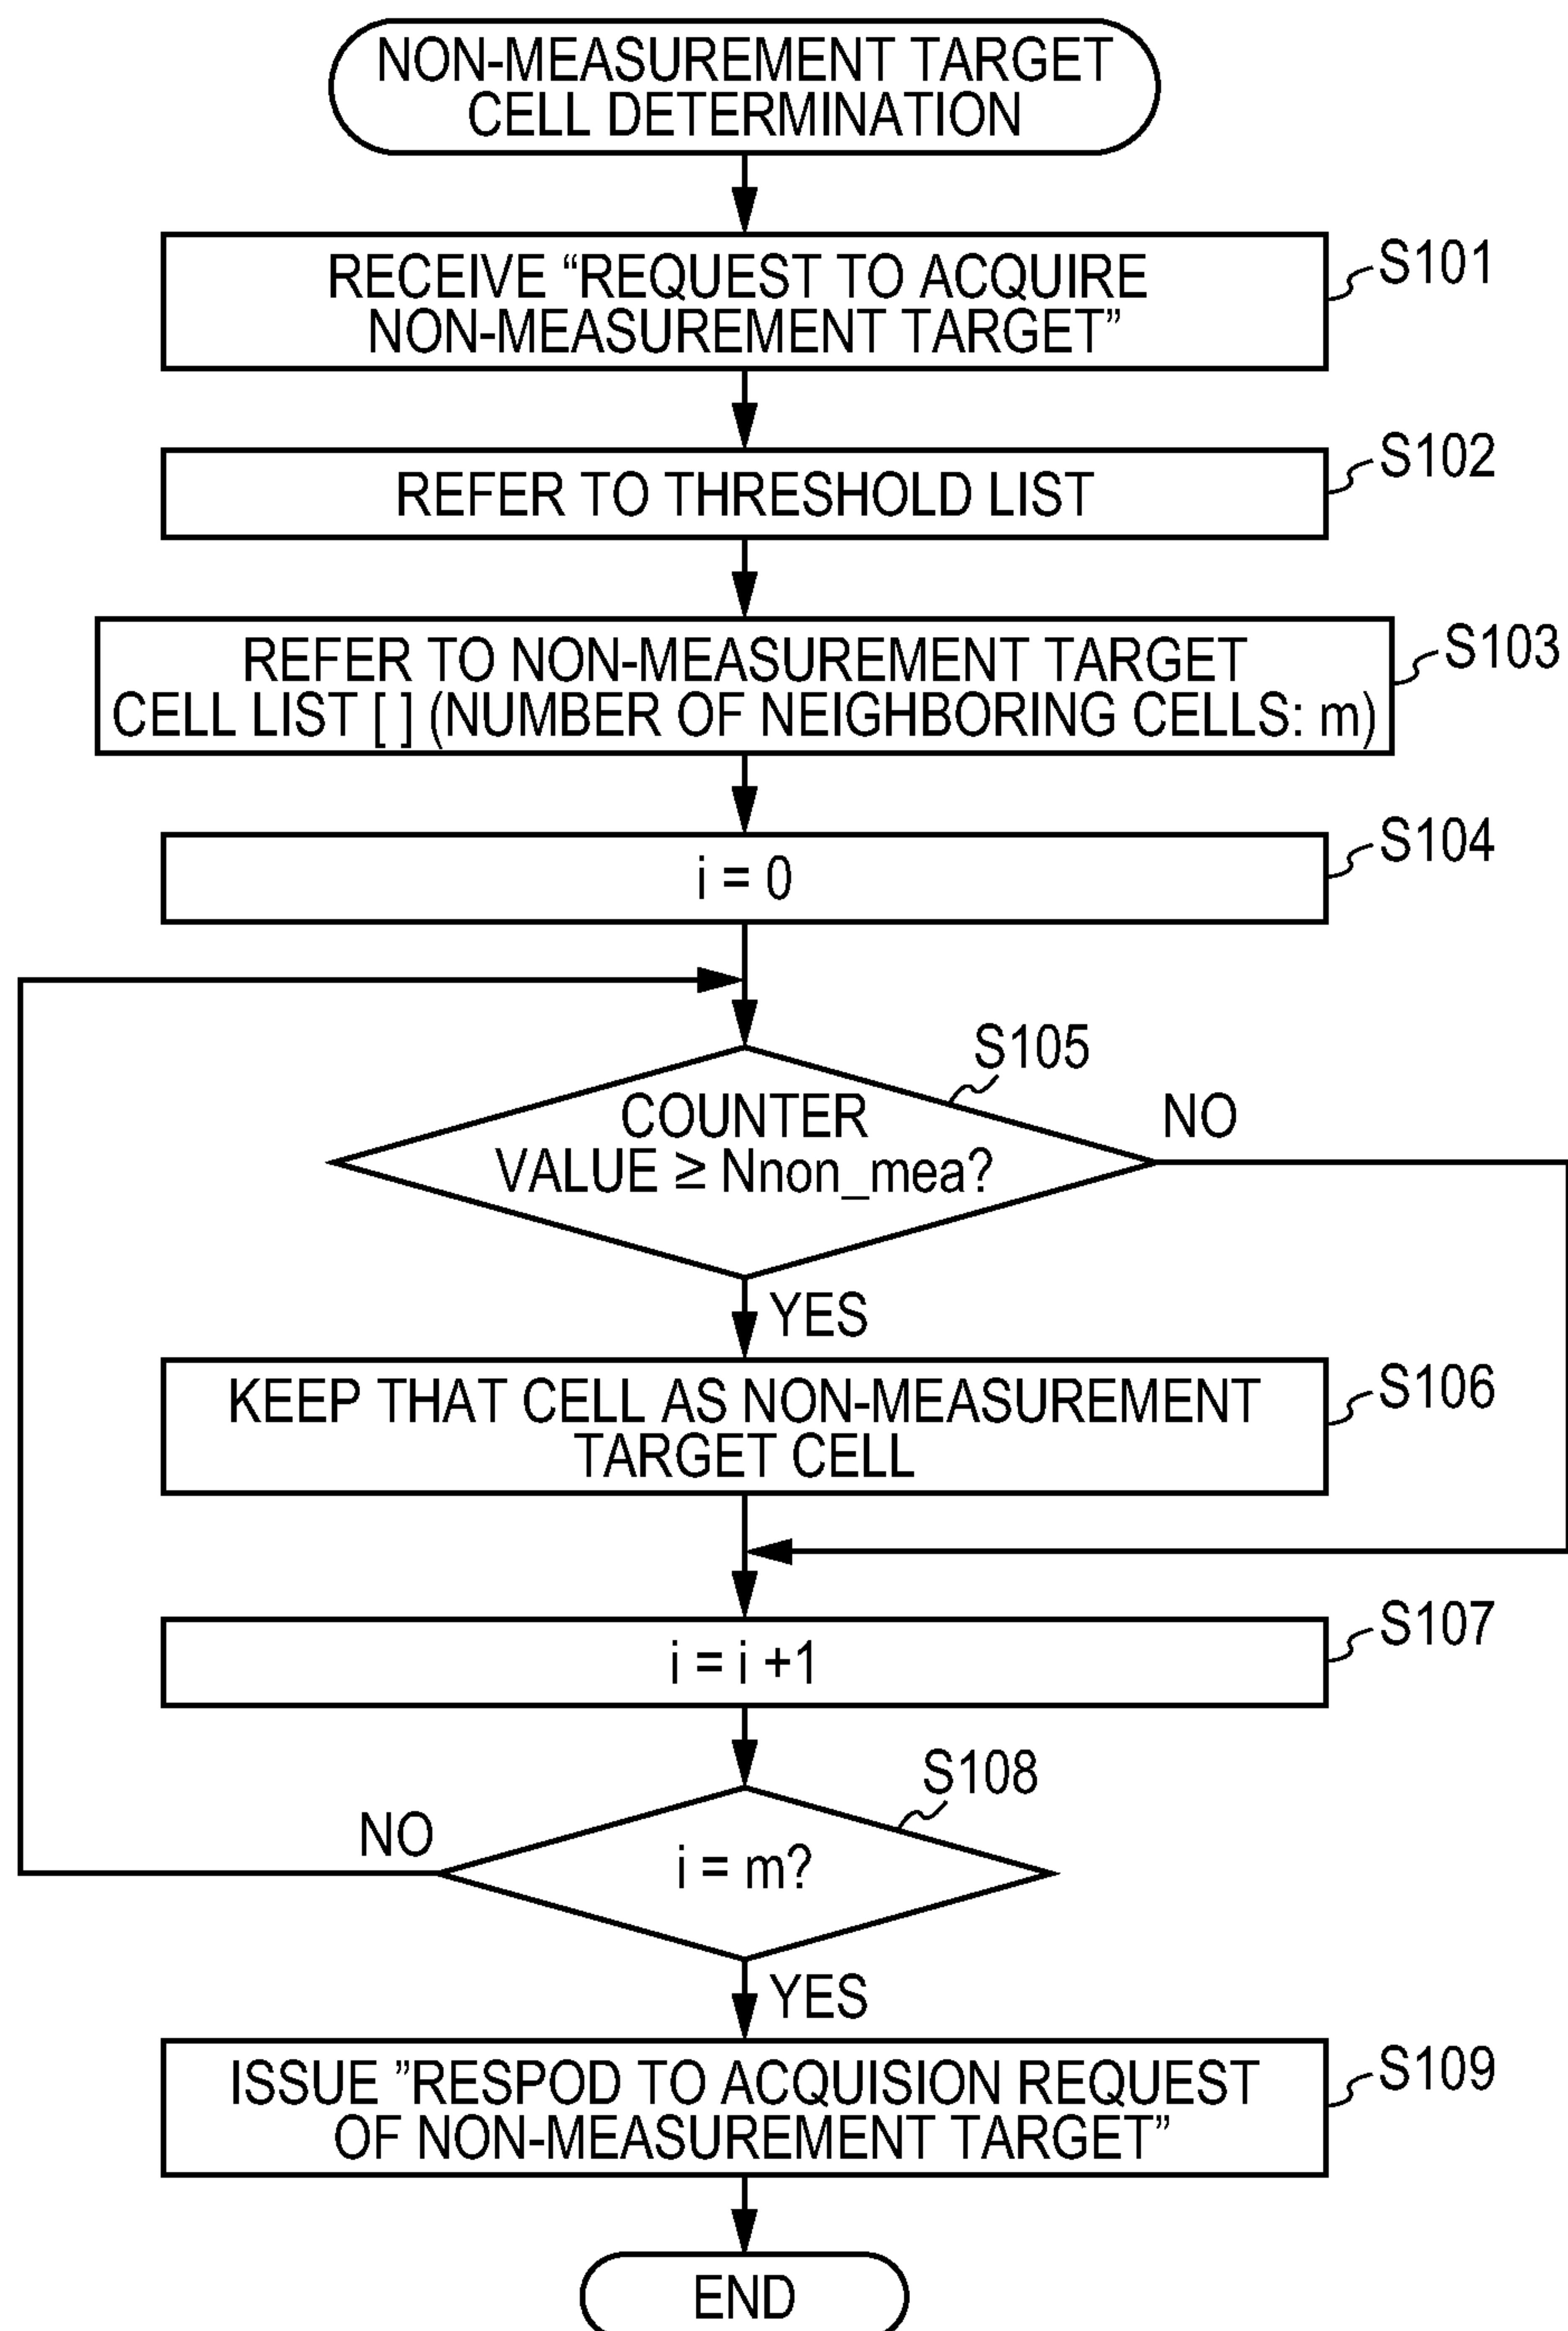 NON-MEASUREMENT TARGET
CELL DETERMINATION
RECEIVE “REQUEST TO ACQUIRE
NON-MEASUREMENT TARGET”
S101
REFER TO THRESHOLD LIST
S102
REFER TO NON-MEASUREMENT TARGET
CELL LIST [ ] (NUMBER OF NEIGHBORING CELLS: m)
S103
i = 0
S104
S105
COUNTER
VALUE ≥ Nnon_mea?
NO
YES
KEEP THAT CELL AS NON-MEASUREMENT
TARGET CELL
S106
i = i +1
S107
S108
NO
i = m?
YES
ISSUE ”RESPOD TO ACQUISION REQUEST
OF NON-MEASUREMENT TARGET”
S109
END